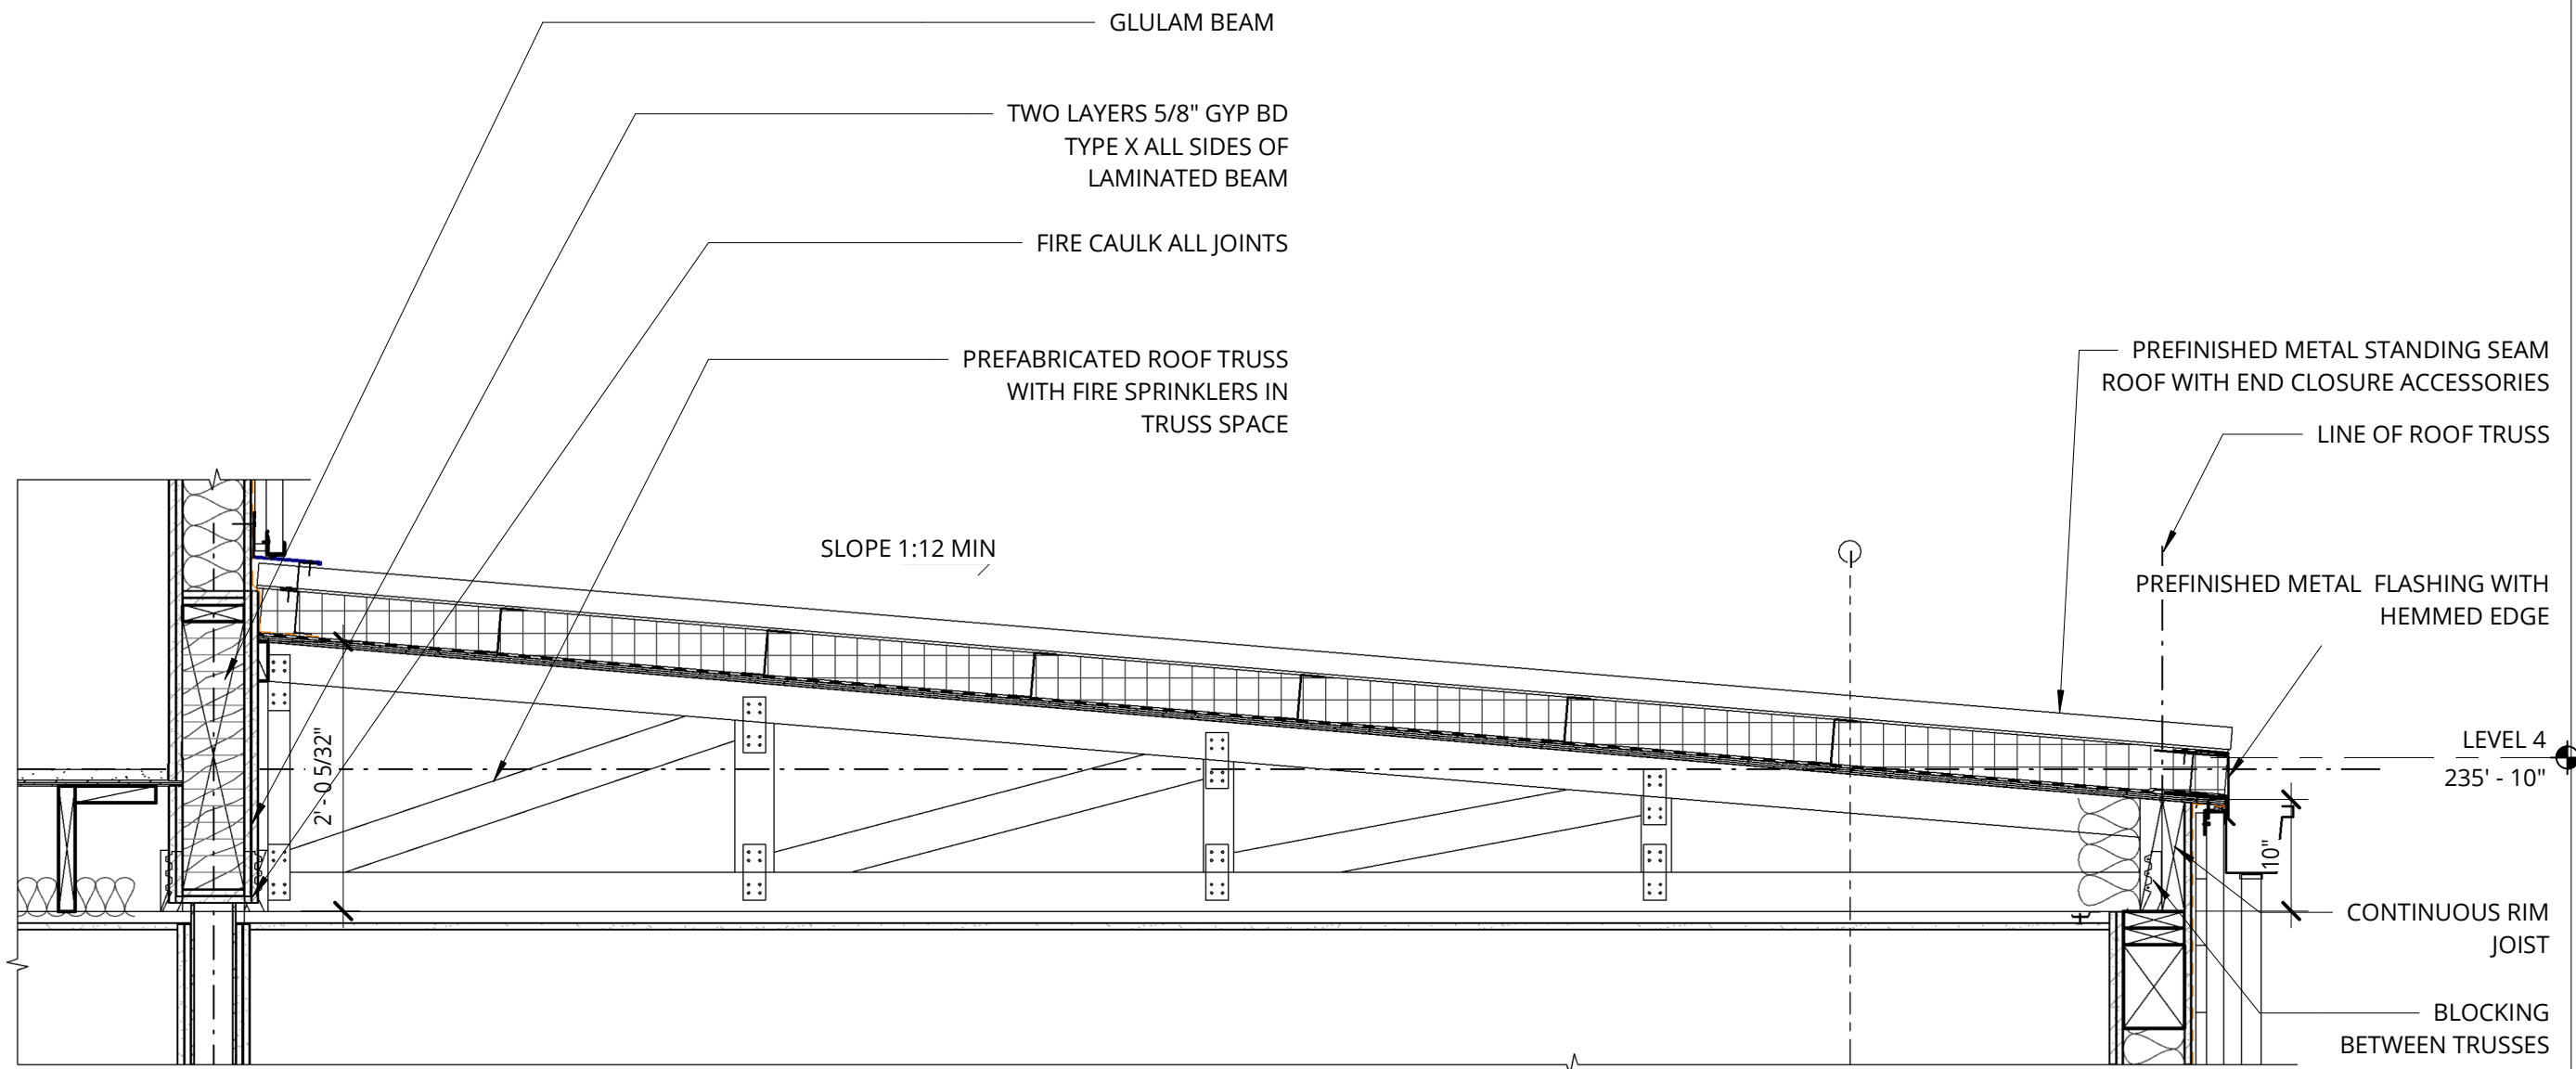 GLULAM BEAM
TWO LAYERS 5/8" GYP BD
TYPE X ALL SIDES OF
LAMINATED BEAM
FIRE CAULK ALL JOINTS
PREFABRICATED ROOF TRUSS
WITH FIRE SPRINKLERS IN
TRUSS SPACE
PREFINISHED METAL STANDING SEAM
ROOF WITH END CLOSURE ACCESSORIES
LINE OF ROOF TRUSS
SLOPE 1:12 MIN
PREFINISHED METAL FLASHING WITH
HEMMED EDGE
LEVEL 4
235' - 10"
2' - 0 5/32"
10"
CONTINUOUS RIM
JOIST
BLOCKING
BETWEEN TRUSSES